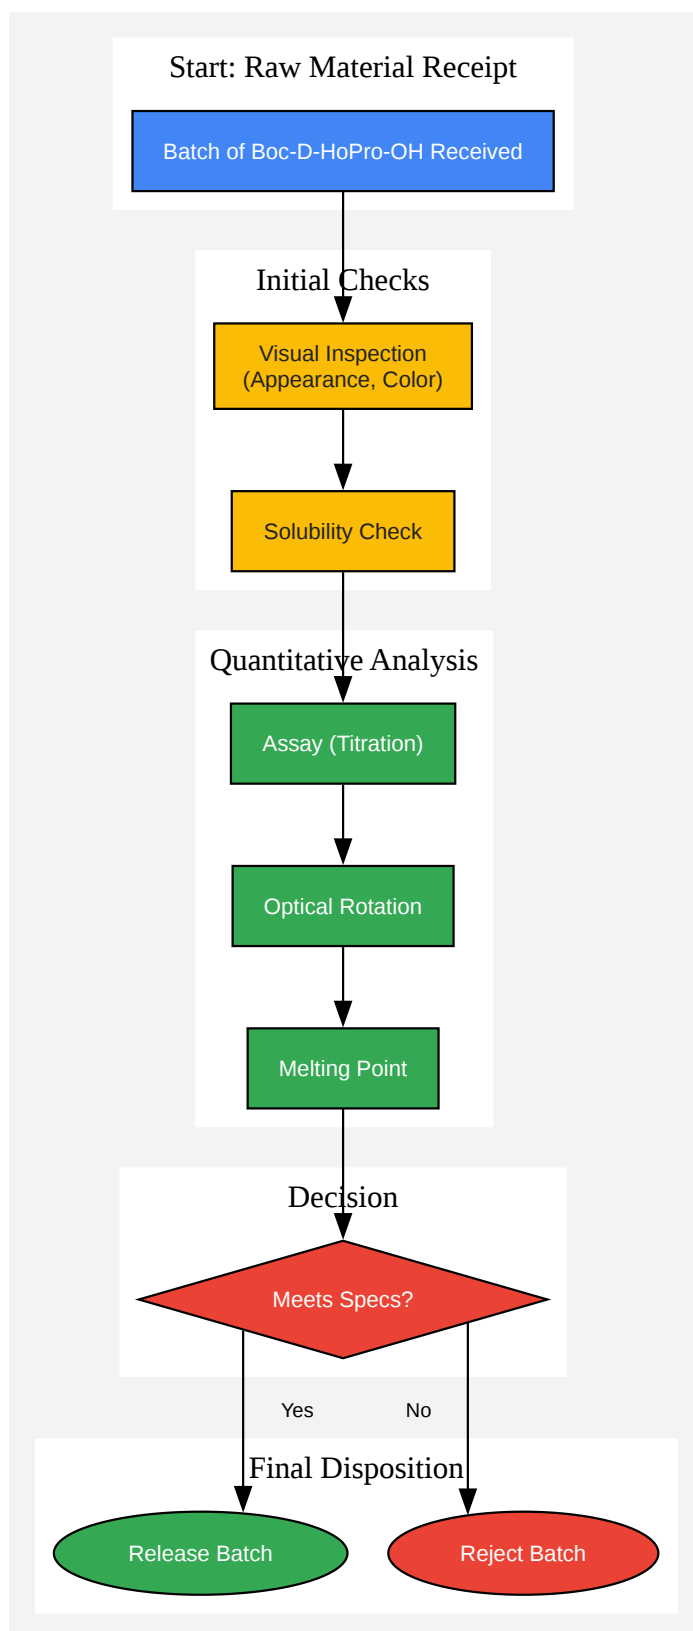 Start: Raw Material Receipt
Batch of Boc-D-HoPro-OH Received
Initial Checks
Visual Inspection
(Appearance, Color)
Solubility Check
Quantitative Analysis
Assay (Titration)
Optical Rotation
Melting Point
Decision
Meets Specs?
Yes
No
Final Disposition
Release Batch
Reject Batch